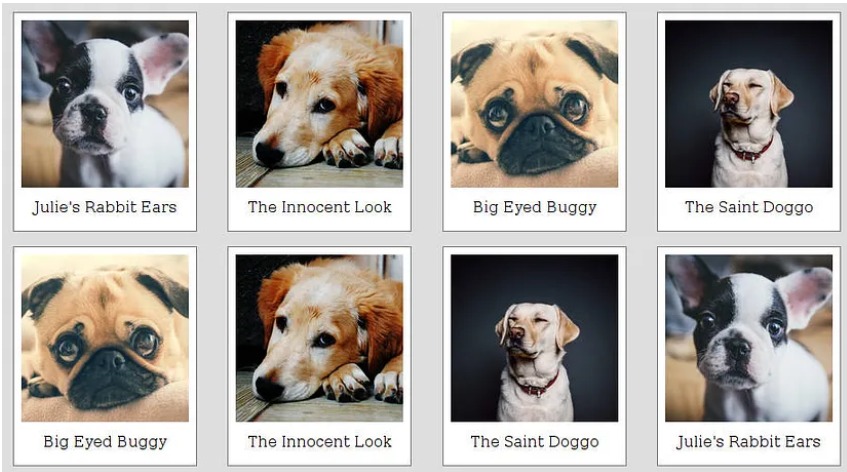 Julie's Rabbit Ears
The Innocent Look
Big Eyed Buggy
The Saint Doggo
Big Eyed Buggy
The Innocent Look
The Saint Doggo
Julie's Rabbit Ears